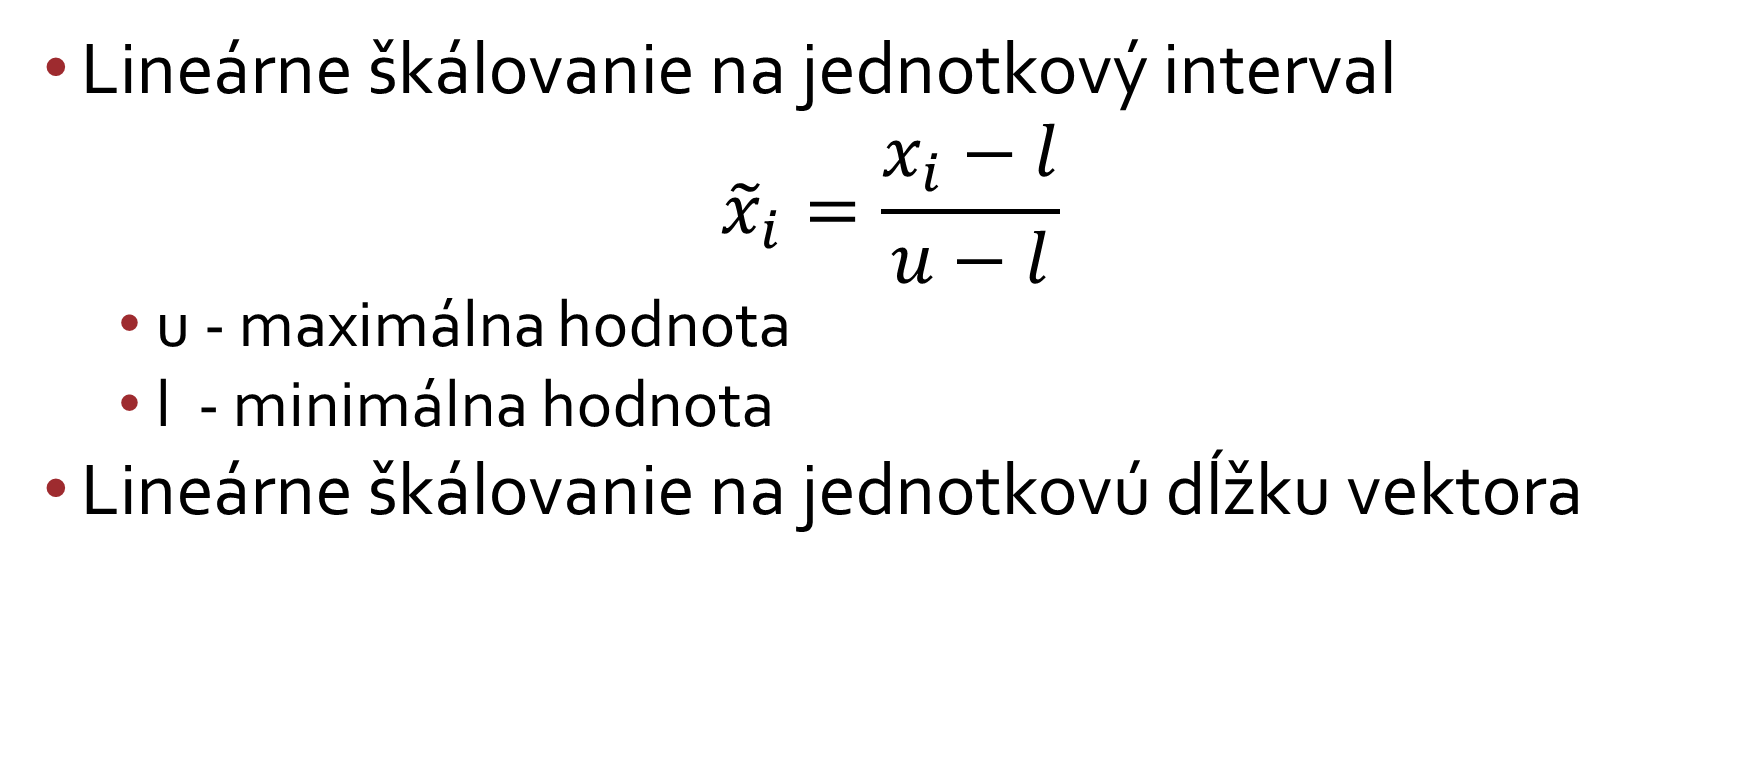 • Lineárne škálovanie na jednotkový interval
x̃ᵢ = (xᵢ − l) / (u − l)
• u - maximálna hodnota
• l - minimálna hodnota
• Lineárne škálovanie na jednotkovú dĺžku vektora